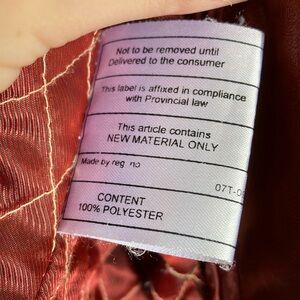 Not to be removed until
Delivered to the consumer
This label is affixed in compliance
with Provincial law
This article contains
NEW MATERIAL ONLY
Made by reg no
07T-0
CONTENT
100% POLYESTER